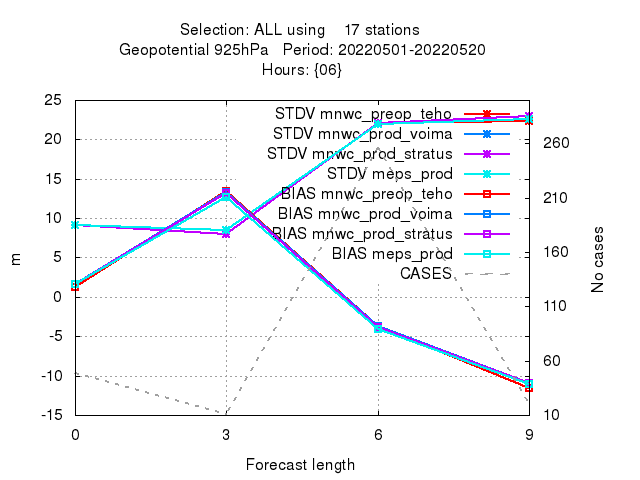 Selection: ALL using 17 stations
Geopotential 925hPa Period: 20220501-20220520
Hours: {06}
STDV mnwc_preop_teho
STDV mnwc_prod_voima
STDV mnwc_prod_stratus
STDV meps_prod
BIAS mnwc_preop_teho
BIAS mnwc_prod_voima
BIAS mnwc_prod_stratus
BIAS meps_prod
CASES
25
20
15
10
5
0
-5
-10
-15
m
260
210
160
110
60
10
No cases
0 3 6 9
Forecast length